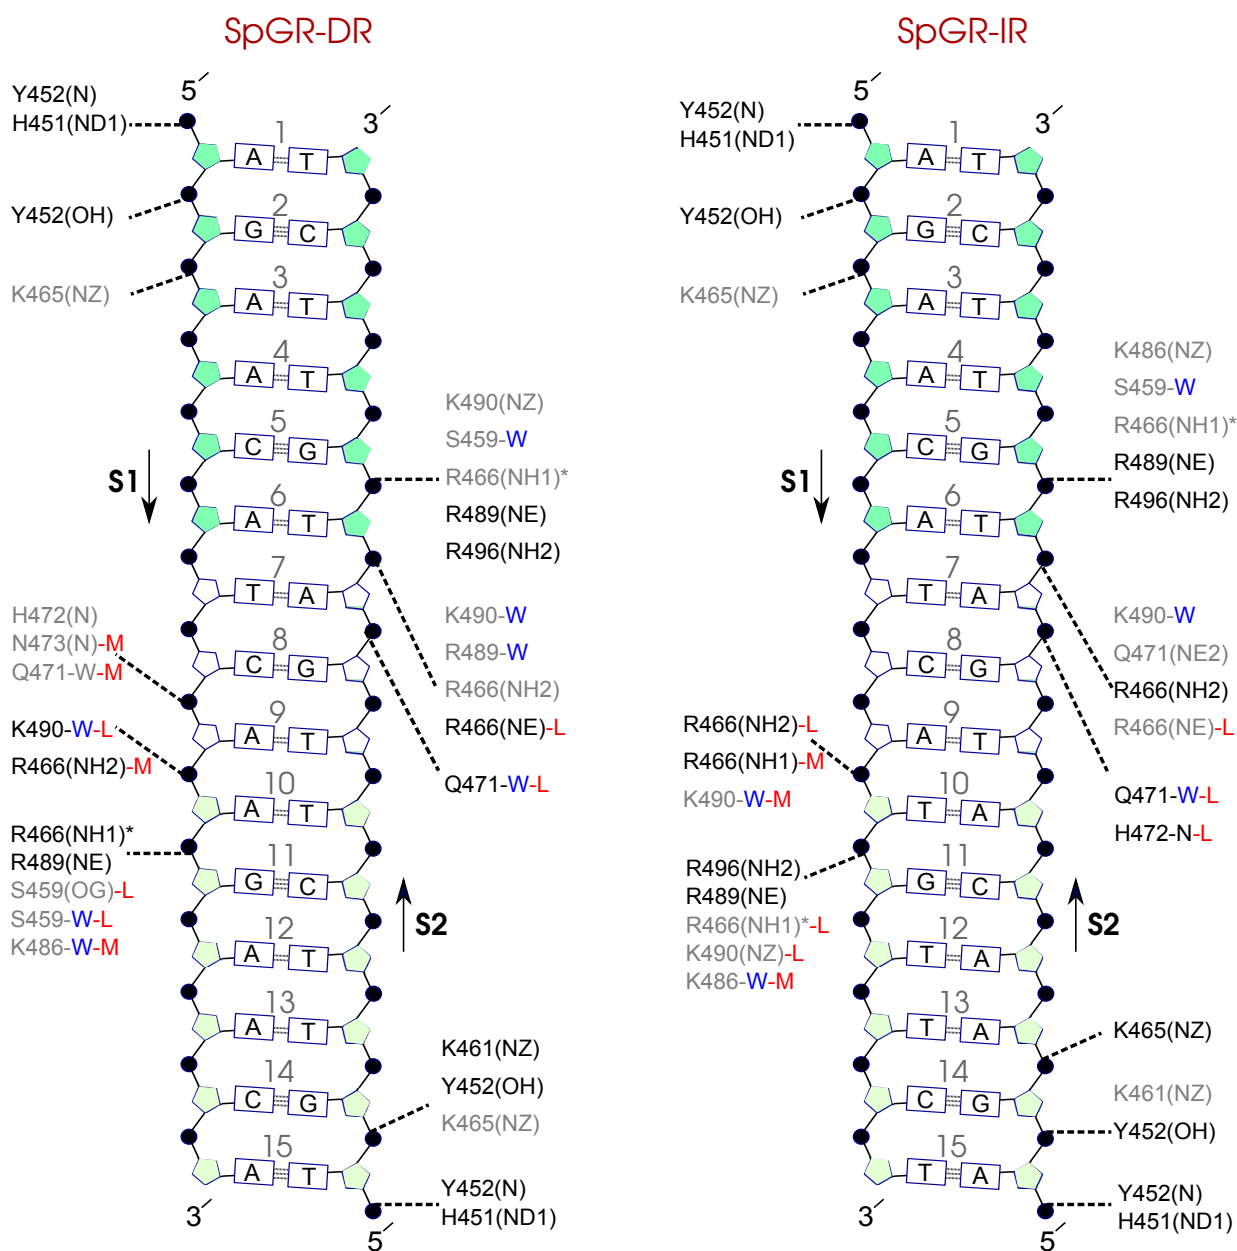 SpGR-DR
5´
3´
Y452(N)
H451(ND1)
1
A T
Y452(OH)
2
G C
K465(NZ)
3
A T
4
A T
5
C G
S1
6
A T
K490(NZ)
S459-W
R466(NH1)*
R489(NE)
R496(NH2)
7
T A
H472(N)
N473(N)-M
Q471-W-M
8
C G
K490-W
R489-W
R466(NH2)
R466(NE)-L
K490-W-L
R466(NH2)-M
9
A T
Q471-W-L
10
A T
R466(NH1)*
R489(NE)
S459(OG)-L
S459-W-L
K486-W-M
11
G C
S2
12
A T
13
A T
14
C G
K461(NZ)
Y452(OH)
K465(NZ)
15
A T
Y452(N)
H451(ND1)
3´
5´
SpGR-IR
5´
3´
Y452(N)
H451(ND1)
1
A T
Y452(OH)
2
G C
K465(NZ)
3
A T
4
A T
5
C G
S1
6
A T
K486(NZ)
S459-W
R466(NH1)*
R489(NE)
R496(NH2)
7
T A
8
C G
K490-W
Q471(NE2)
R466(NH2)
R466(NE)-L
R466(NH2)-L
R466(NH1)-M
K490-W-M
9
A T
Q471-W-L
H472-N-L
10
T A
R496(NH2)
R489(NE)
R466(NH1)*-L
K490(NZ)-L
K486-W-M
11
G C
S2
12
T A
13
T A
K465(NZ)
14
C G
K461(NZ)
Y452(OH)
15
T A
Y452(N)
H451(ND1)
3´
5´